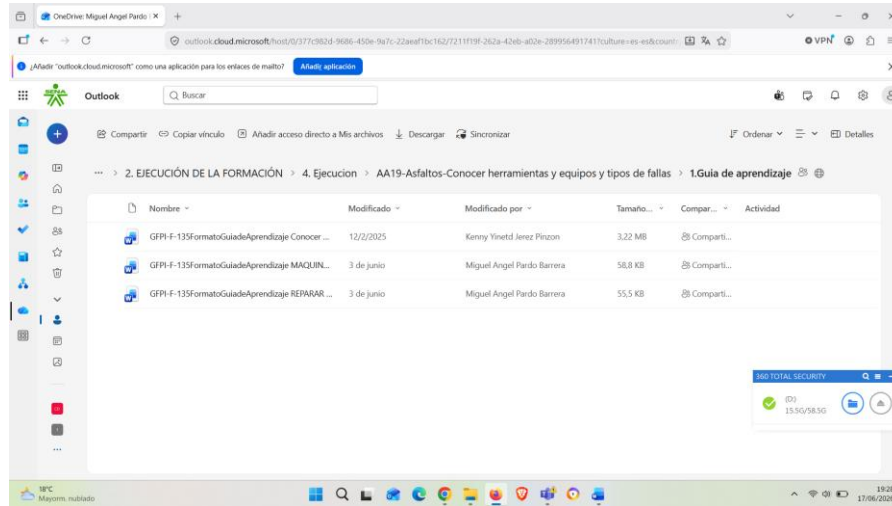 OneDrive: Miguel Angel Pardo
outlook.cloud.microsoft/host/0/377c982d-9686-450e-9a7c-22aeaf1bc162/7211f19f-262a-42eb-a02e-289956491741?culture=es-es&countr
VPN
¿Añadir "outlook.cloud.microsoft" como una aplicación para los enlaces de mailto? Añadir aplicación
SENA Outlook Buscar
Compartir Copiar vínculo Añadir acceso directo a Mis archivos Descargar Sincronizar Ordenar Detalles
... > 2. EJECUCIÓN DE LA FORMACIÓN > 4. Ejecucion > AA19-Asfaltos-Conocer herramientas y equipos y tipos de fallas > 1.Guia de aprendizaje
Nombre Modificado Modificado por Tamaño... Compar... Actividad
GFPI-F-135FormatoGuiadeAprendizaje Conocer ... 12/2/2025 Kenny Yinetd Jerez Pinzon 3,22 MB Comparti...
GFPI-F-135FormatoGuiadeAprendizaje MAQUIN... 3 de junio Miguel Angel Pardo Barrera 58,8 KB Comparti...
GFPI-F-135FormatoGuiadeAprendizaje REPARAR ... 3 de junio Miguel Angel Pardo Barrera 55,5 KB Comparti...
360 TOTAL SECURITY
(D:)
15.5G/58.5G
18°C
Mayorm. nublado